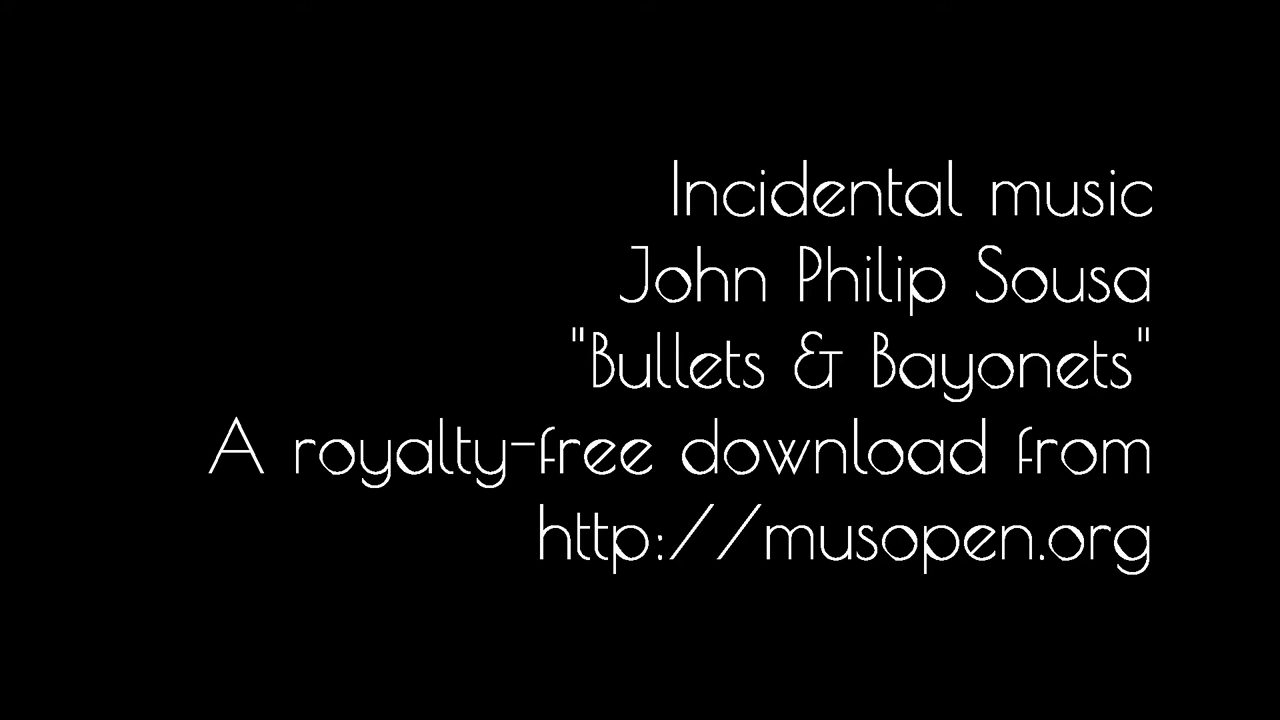 Incidental music
John Philip Sousa
"Bullets & Bayonets"
A royalty-free download from
http://musopen.org